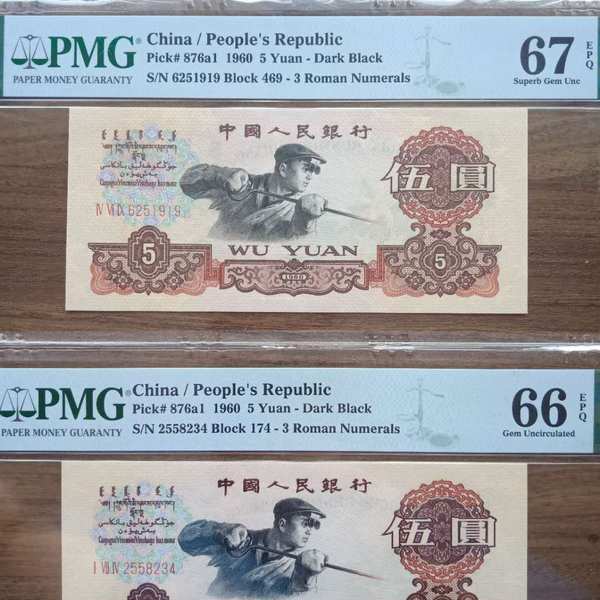 PMG
PAPER MONEY GUARANTY
China / People's Republic
Pick# 876a1 1960 5 Yuan - Dark Black
S/N 6251919 Block 469 - 3 Roman Numerals
67 EPQ
Superb Gem Unc
中國人民銀行
伍圓
IV VI IX 6251919
WU YUAN
5
5
1960
PMG
PAPER MONEY GUARANTY
China / People's Republic
Pick# 876a1 1960 5 Yuan - Dark Black
S/N 2558234 Block 174 - 3 Roman Numerals
66 EPQ
Gem Uncirculated
中國人民銀行
伍圓
I VII IV 2558234